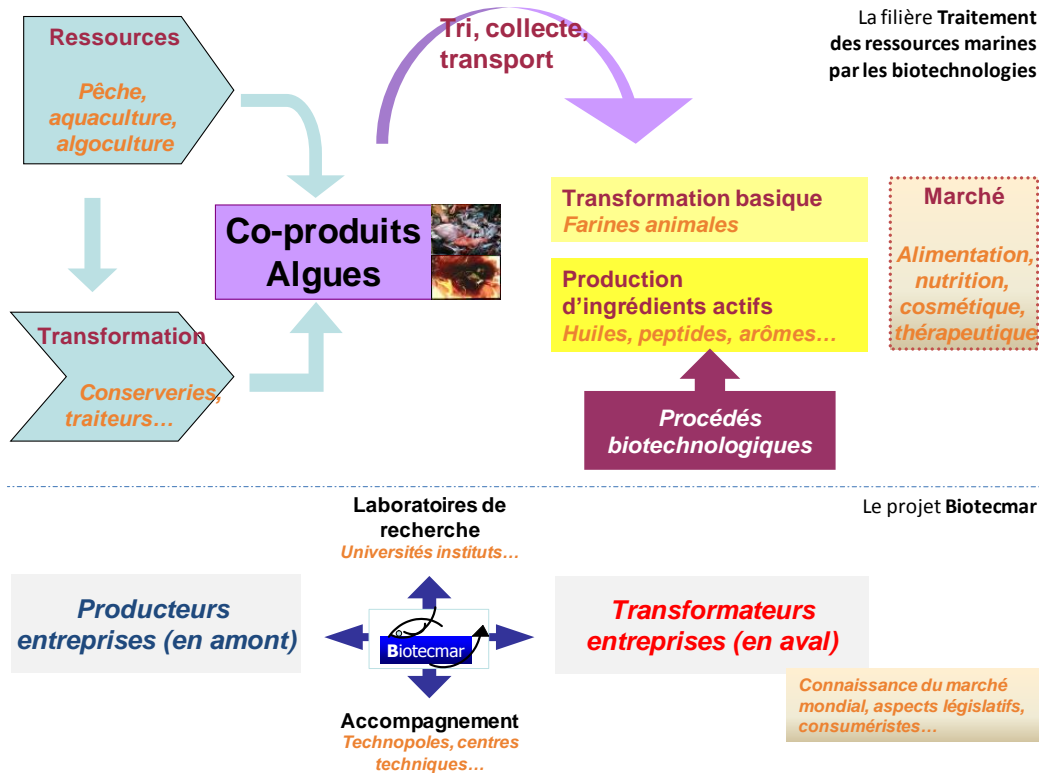 Ressources
Pêche,
aquaculture,
algoculture
Tri, collecte,
transport
La filière Traitement
des ressources marines
par les biotechnologies
Co-produits
Algues
Transformation basique
Farines animales
Production
d’ingrédients actifs
Huiles, peptides, arômes…
Marché
Alimentation,
nutrition,
cosmétique,
thérapeutique
Transformation
Conserveries,
traiteurs…
Procédés
biotechnologiques
Le projet Biotecmar
Laboratoires de
recherche
Universités instituts…
Producteurs
entreprises (en amont)
Biotecmar
Transformateurs
entreprises (en aval)
Connaissance du marché
mondial, aspects législatifs,
consuméristes…
Accompagnement
Technopoles, centres
techniques…